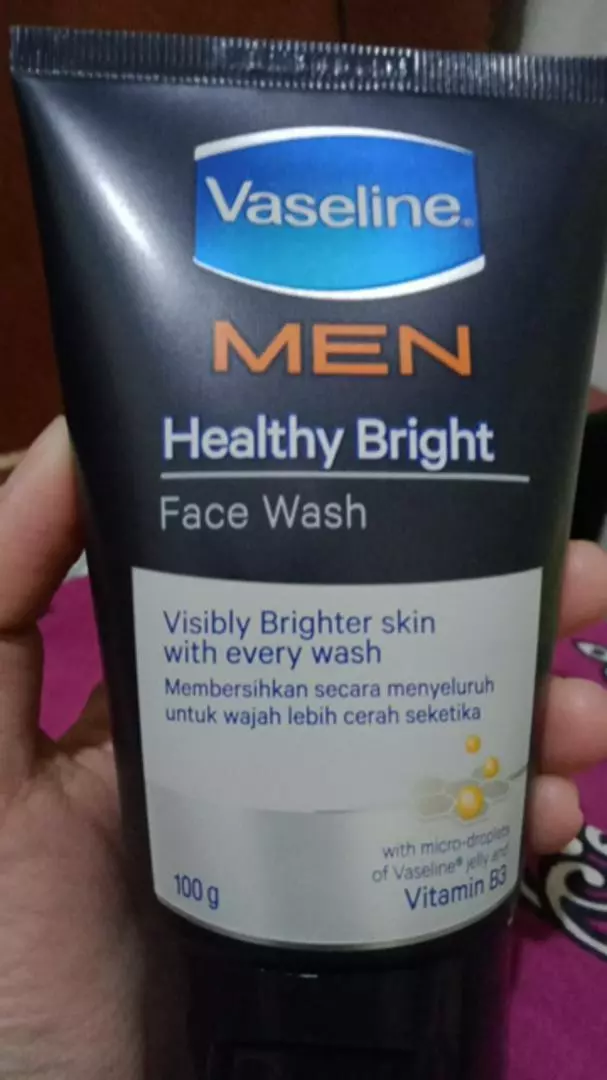 Vaseline®
MEN
Healthy Bright
Face Wash
Visibly Brighter skin
with every wash
Membersihkan secara menyeluruh
untuk wajah lebih cerah seketika
with micro-droplets
of Vaseline® jelly and
Vitamin B3
100 g